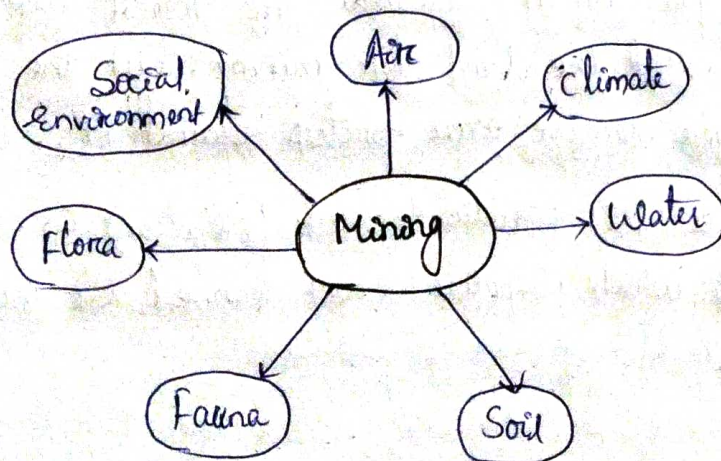 Air
Social.
Environment
Climate
Mining
Water
Flora
Fauna
Soil